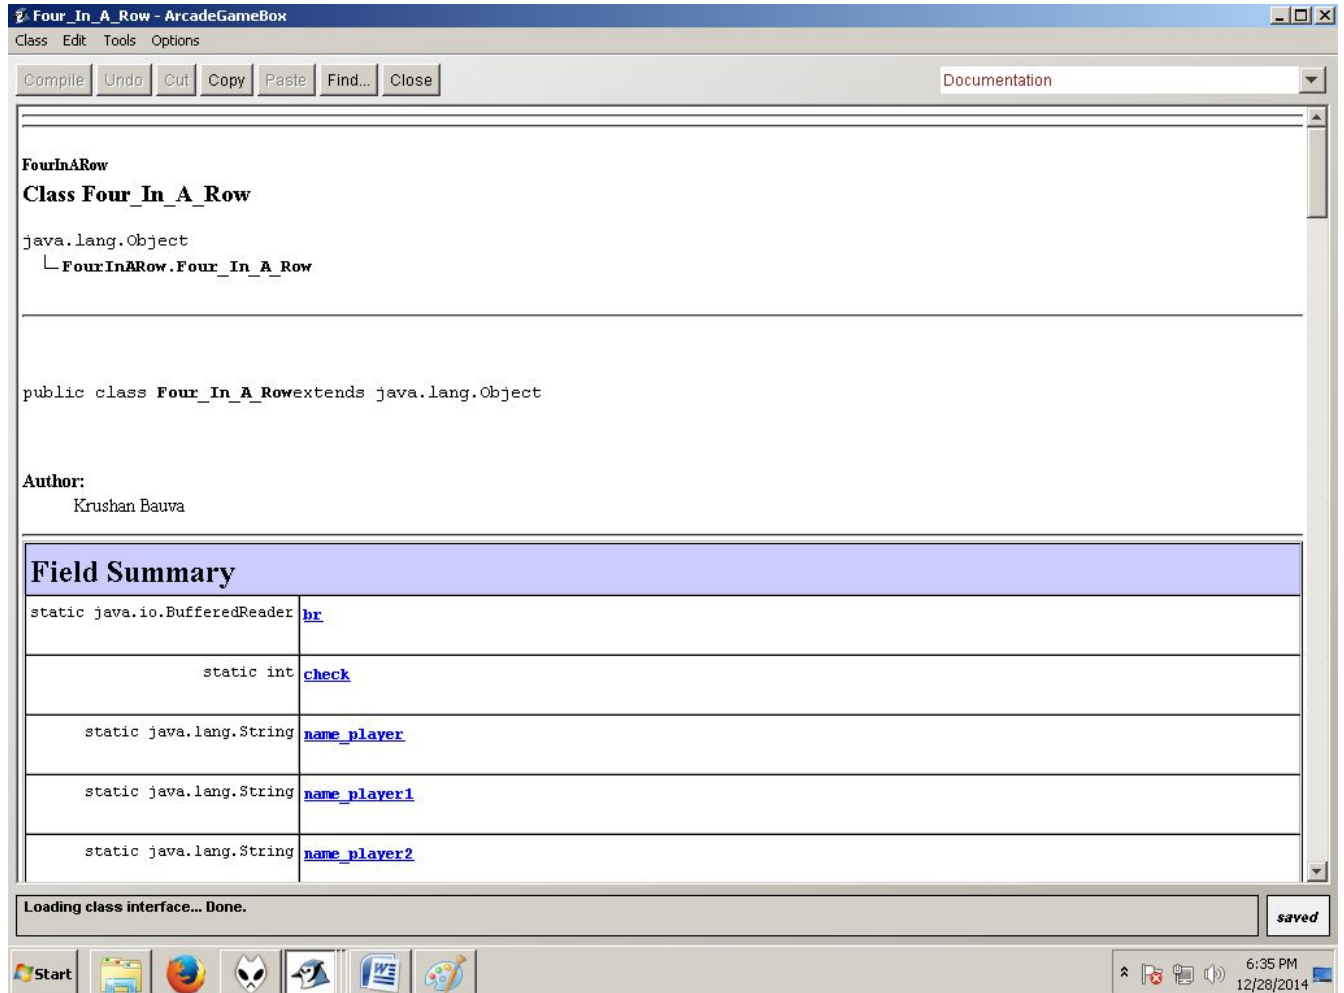 Four_In_A_Row - ArcadeGameBox
Class Edit Tools Options
Compile Undo Cut Copy Paste Find... Close Documentation
FourInARow
Class Four_In_A_Row
java.lang.Object
FourInARow.Four_In_A_Row
public class Four_In_A_Rowextends java.lang.Object
Author:
Krushan Bauva
Field Summary
static java.io.BufferedReader br
static int check
static java.lang.String name_player
static java.lang.String name_player1
static java.lang.String name_player2
Loading class interface... Done.
saved
Start 6:35 PM
12/28/2014